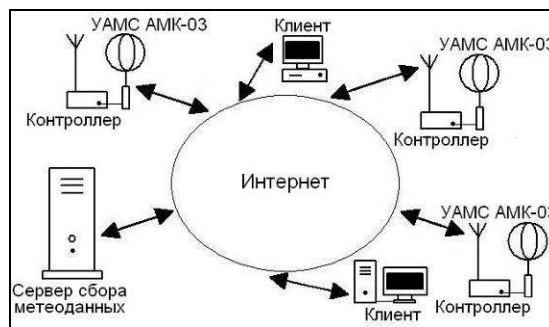 УАМС АМК-03
Контроллер
Клиент
УАМС АМК-03
Контроллер
Интернет
Сервер сбора
метеоданных
Клиент
УАМС АМК-03
Контроллер